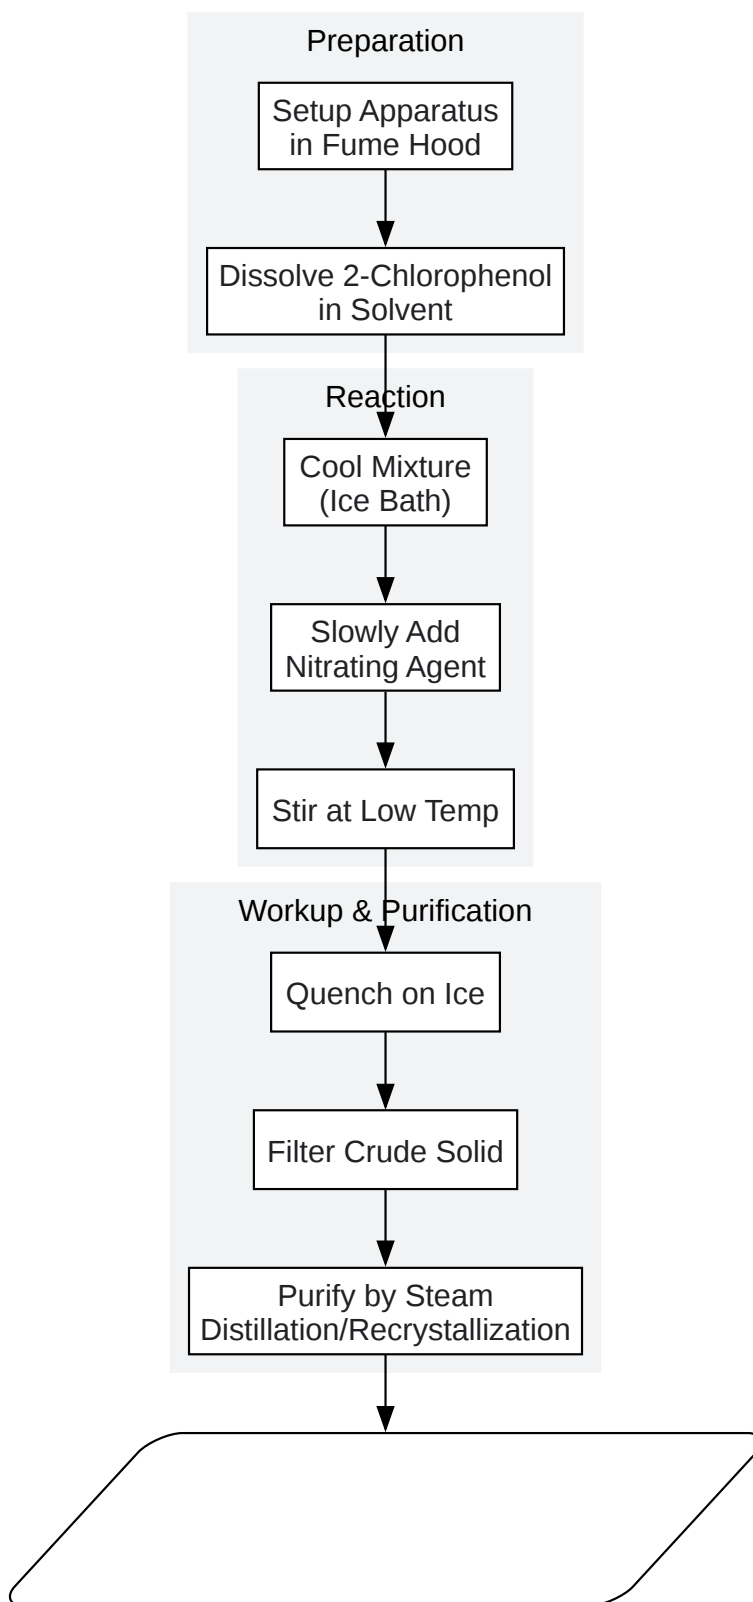 Preparation
Setup Apparatus
in Fume Hood
Dissolve 2-Chlorophenol
in Solvent
Reaction
Cool Mixture
(Ice Bath)
Slowly Add
Nitrating Agent
Stir at Low Temp
Workup & Purification
Quench on Ice
Filter Crude Solid
Purify by Steam
Distillation/Recrystallization